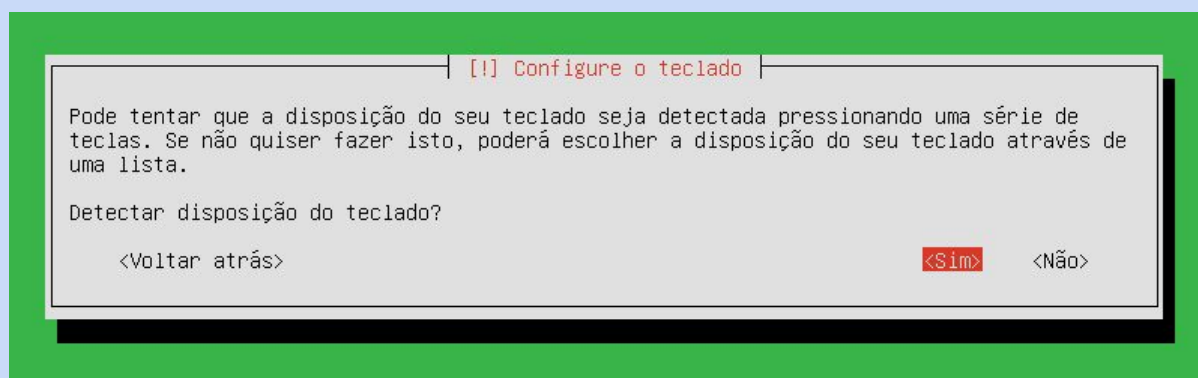 [!] Configure o teclado
Pode tentar que a disposição do seu teclado seja detectada pressionando uma série de
teclas. Se não quiser fazer isto, poderá escolher a disposição do seu teclado através de
uma lista.
Detectar disposição do teclado?
<Voltar atrás> <Sim> <Não>